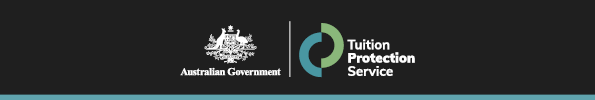 Australian Government
Tuition
Protection
Service